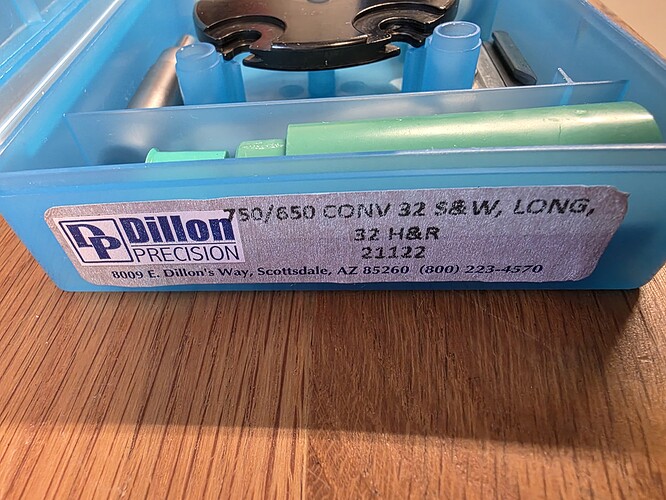 DP Dillon PRECISION
750/650 CONV 32 S&W, LONG,
32 H&R
21122
8009 E. Dillon's Way, Scottsdale, AZ 85260 (800) 223-4570